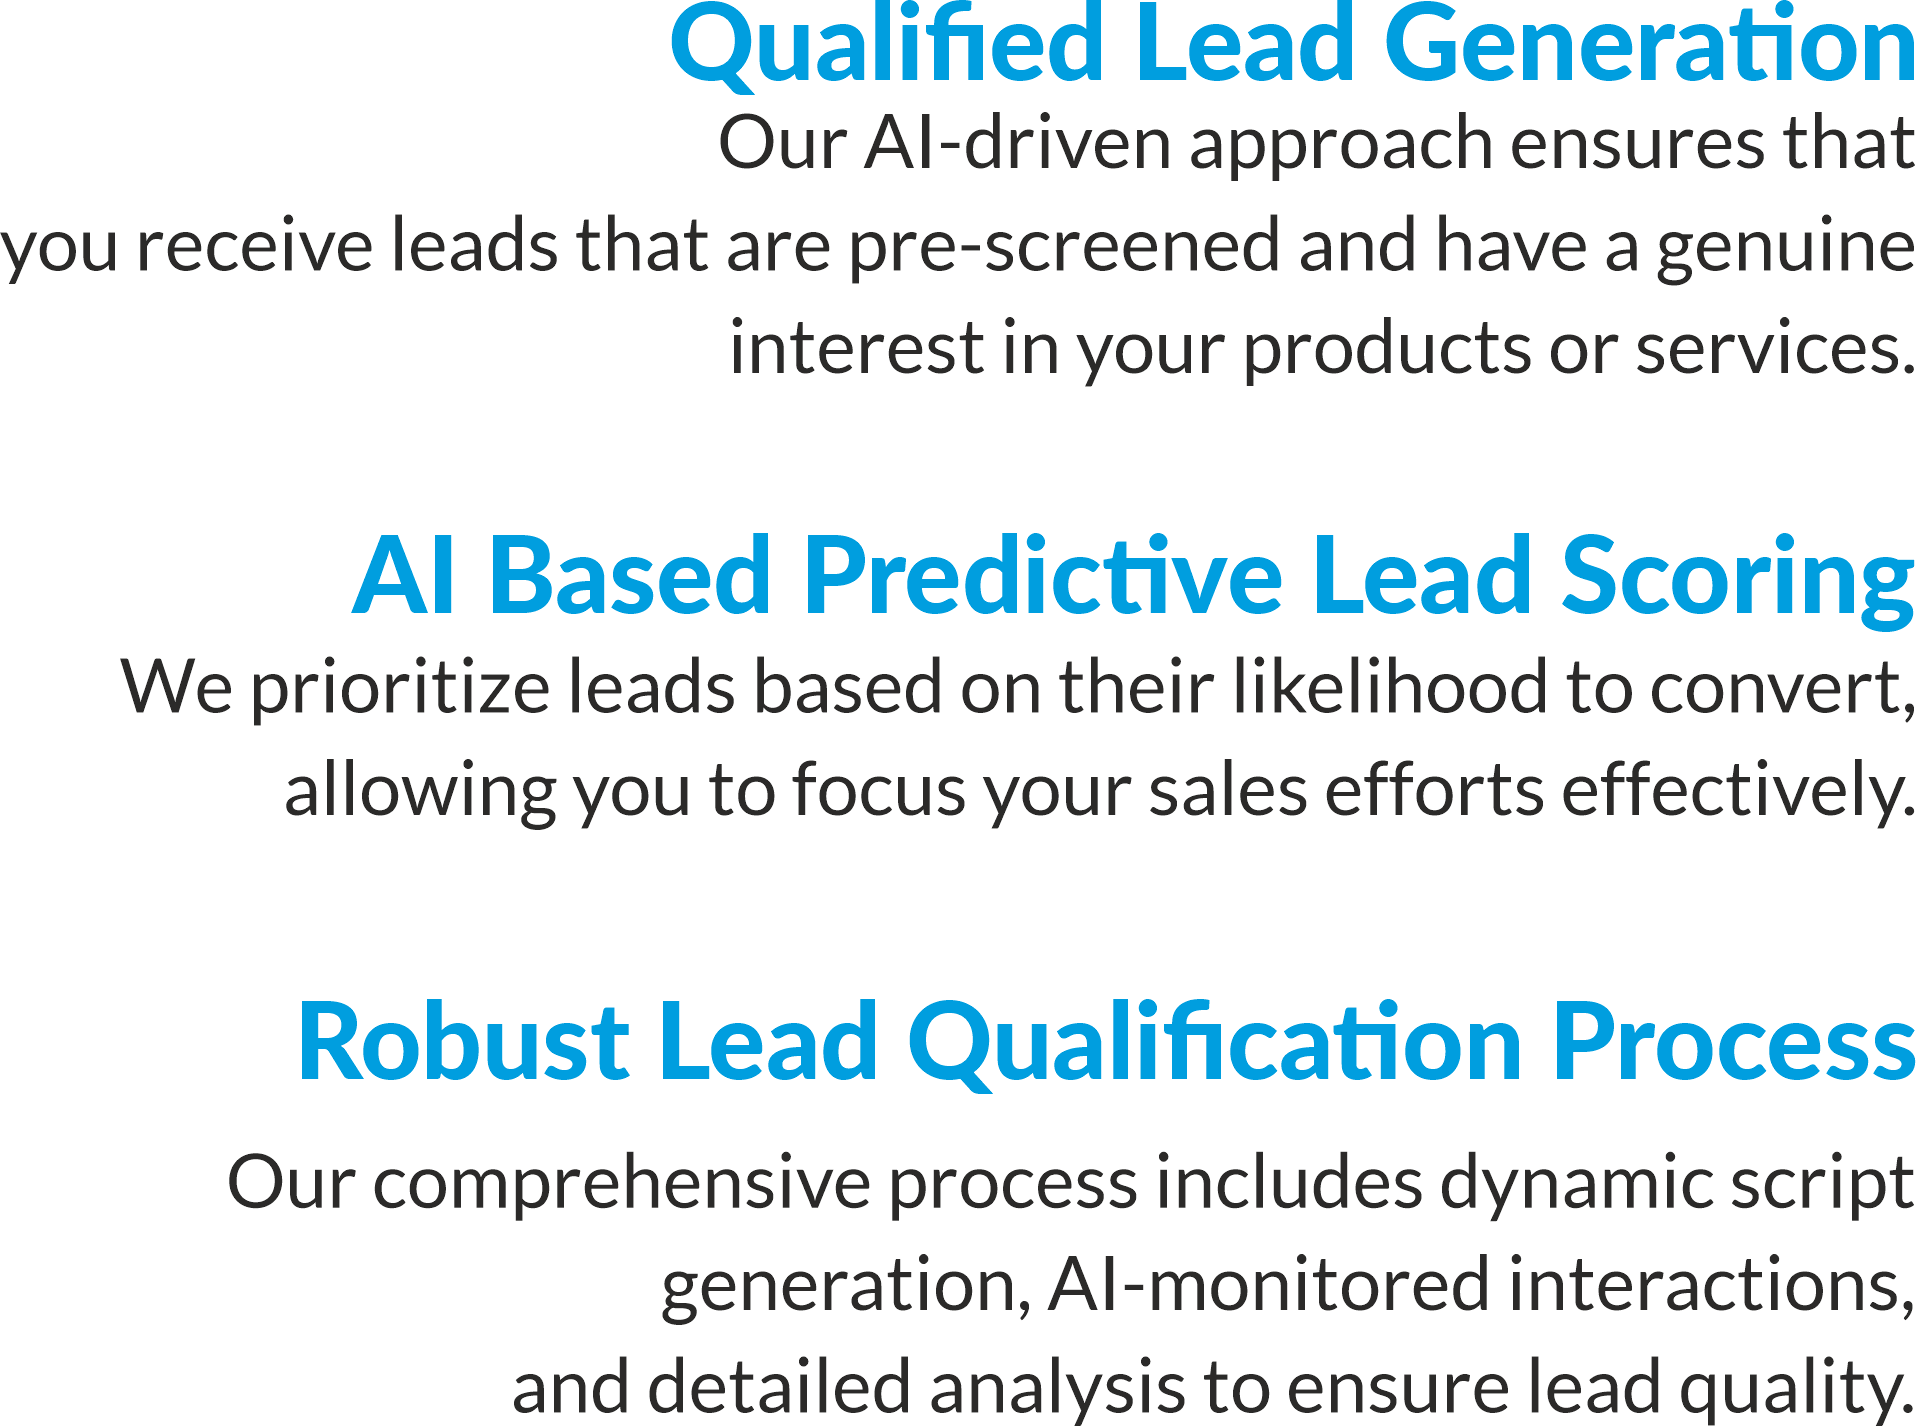 Qualified Lead Generation
Our AI-driven approach ensures that
you receive leads that are pre-screened and have a genuine
interest in your products or services.
AI Based Predictive Lead Scoring
We prioritize leads based on their likelihood to convert,
allowing you to focus your sales efforts effectively.
Robust Lead Qualification Process
Our comprehensive process includes dynamic script
generation, AI-monitored interactions,
and detailed analysis to ensure lead quality.